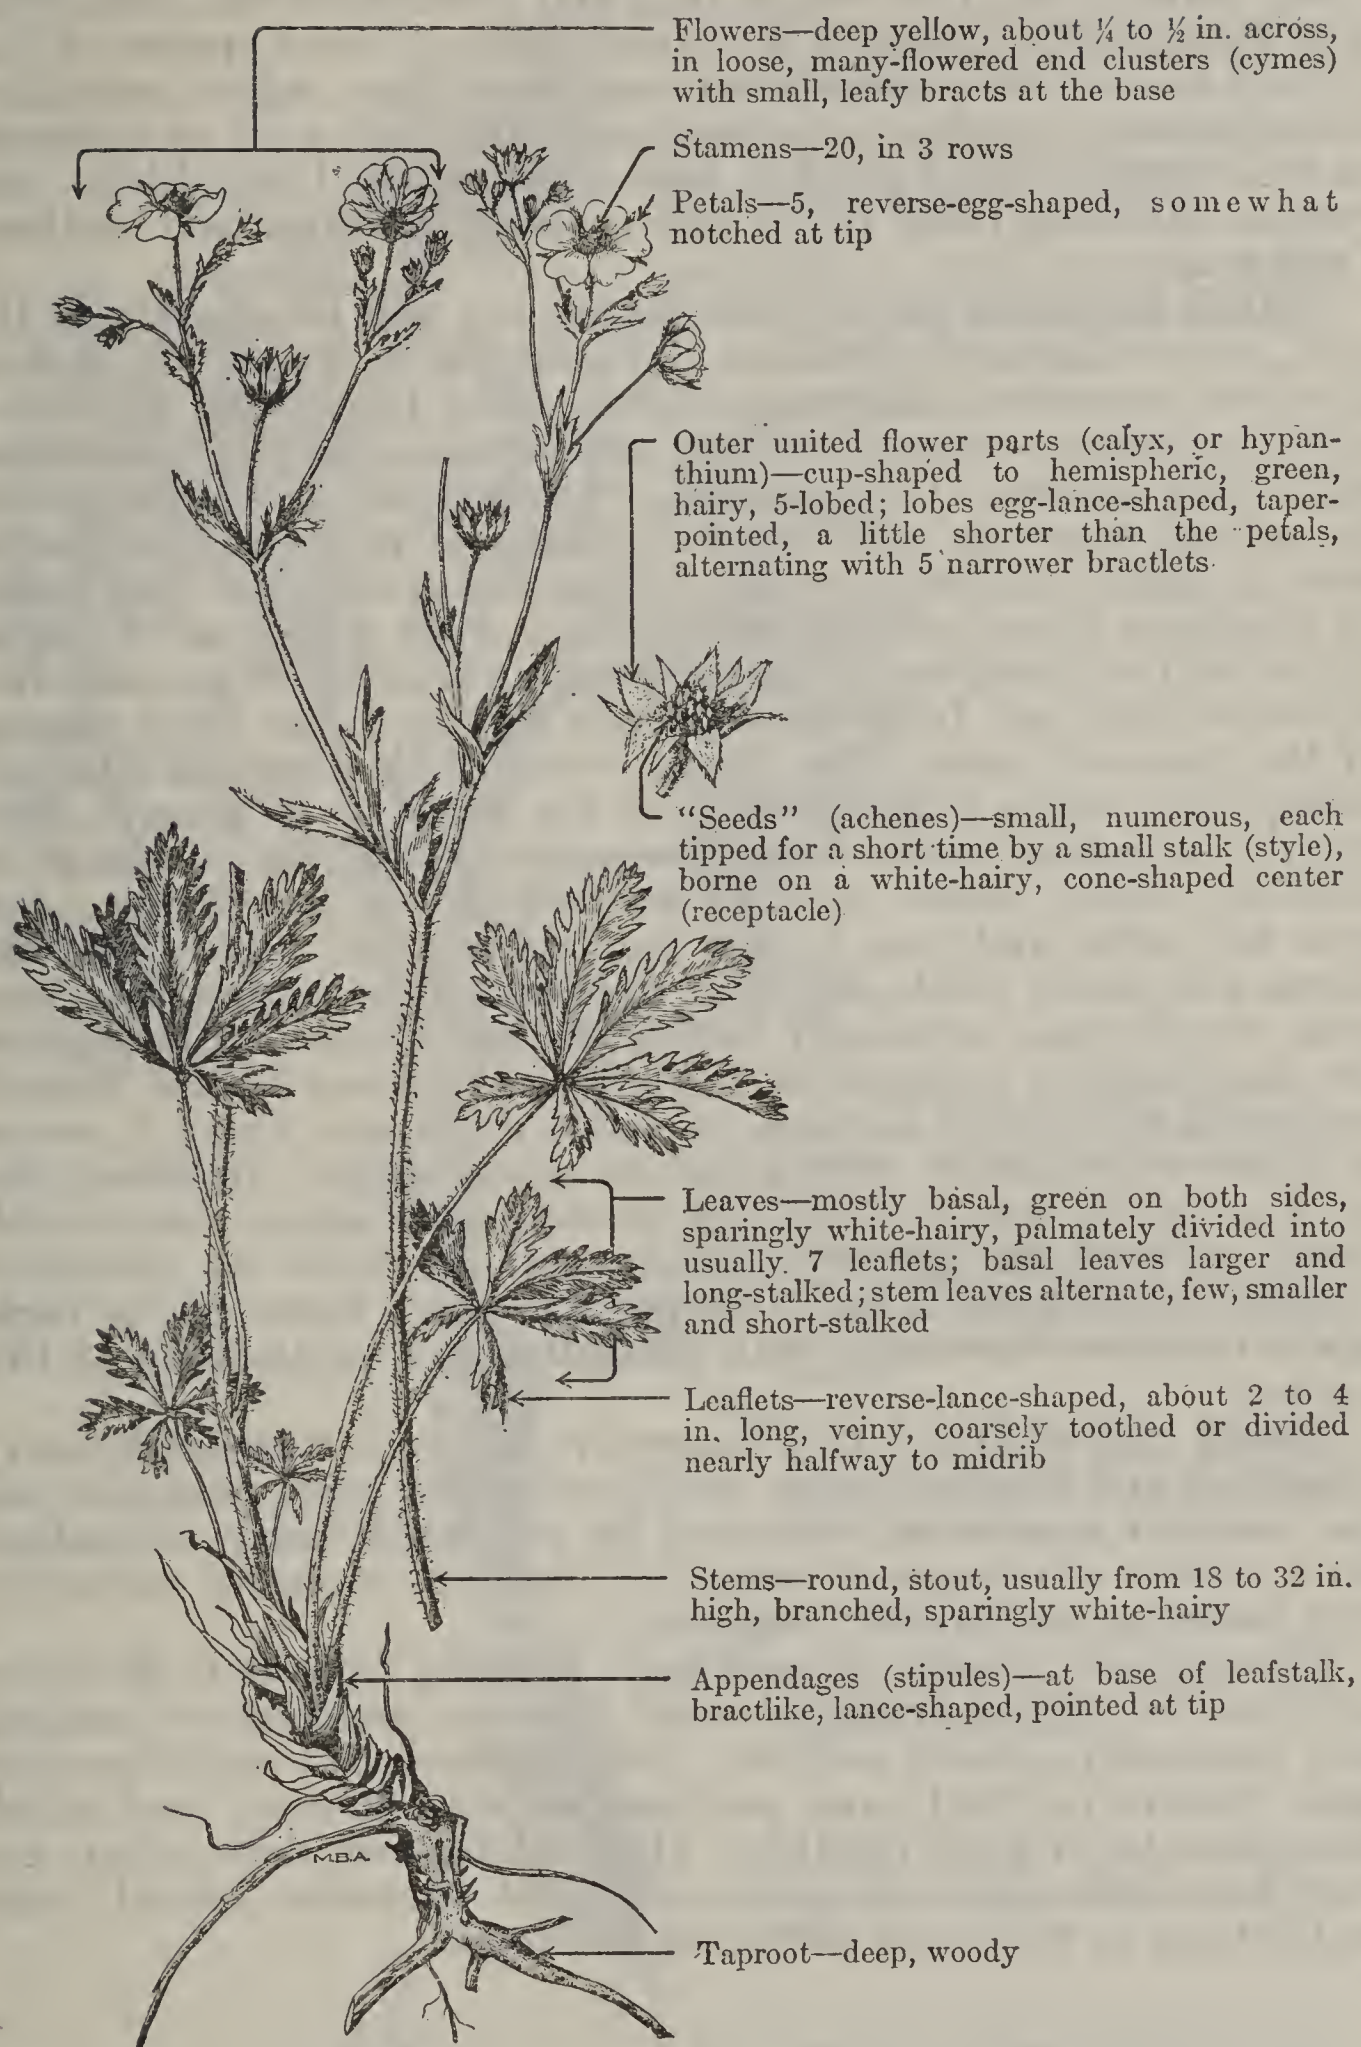 Flowers—deep yellow, about ¼ to ½ in. across,
in loose, many-flowered end clusters (cymes)
with small, leafy bracts at the base
Stamens—20, in 3 rows
Petals—5, reverse-egg-shaped, somewhat
notched at tip
Outer united flower parts (calyx, or hypan-
thium)—cup-shaped to hemispheric, green,
hairy, 5-lobed; lobes egg-lance-shaped, taper-
pointed, a little shorter than the petals,
alternating with 5 narrower bractlets
“Seeds” (achenes)—small, numerous, each
tipped for a short time by a small stalk (style),
borne on a white-hairy, cone-shaped center
(receptacle)
Leaves—mostly basal, green on both sides,
sparingly white-hairy, palmately divided into
usually 7 leaflets; basal leaves larger and
long-stalked; stem leaves alternate, few, smaller
and short-stalked
Leaflets—reverse-lance-shaped, about 2 to 4
in. long, veiny, coarsely toothed or divided
nearly halfway to midrib
Stems—round, stout, usually from 18 to 32 in.
high, branched, sparingly white-hairy
Appendages (stipules)—at base of leafstalk,
bractlike, lance-shaped, pointed at tip
M.B.A.
Taproot—deep, woody